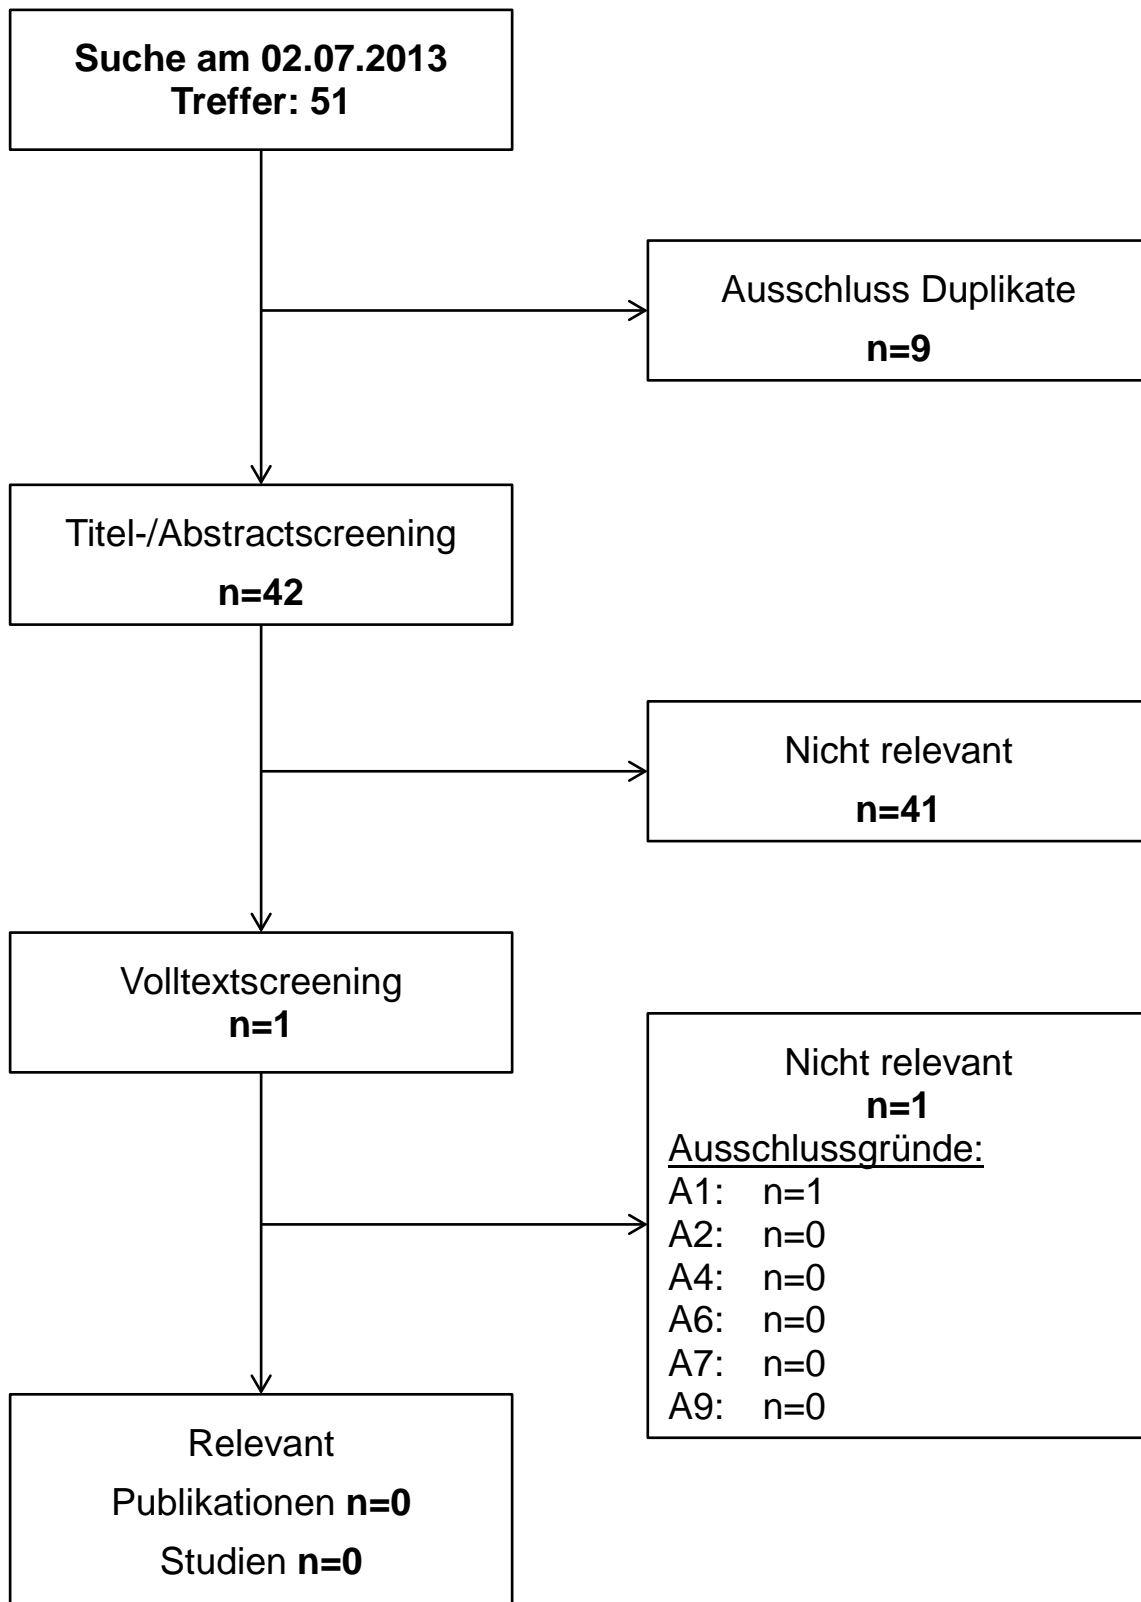 Suche am 02.07.2013
Treffer: 51
Ausschluss Duplikate
n=9
Titel-/Abstractscreening
n=42
Nicht relevant
n=41
Volltextscreening
n=1
Nicht relevant
n=1
Ausschlussgründe:
A1: n=1
A2: n=0
A4: n=0
A6: n=0
A7: n=0
A9: n=0
Relevant
Publikationen n=0
Studien n=0